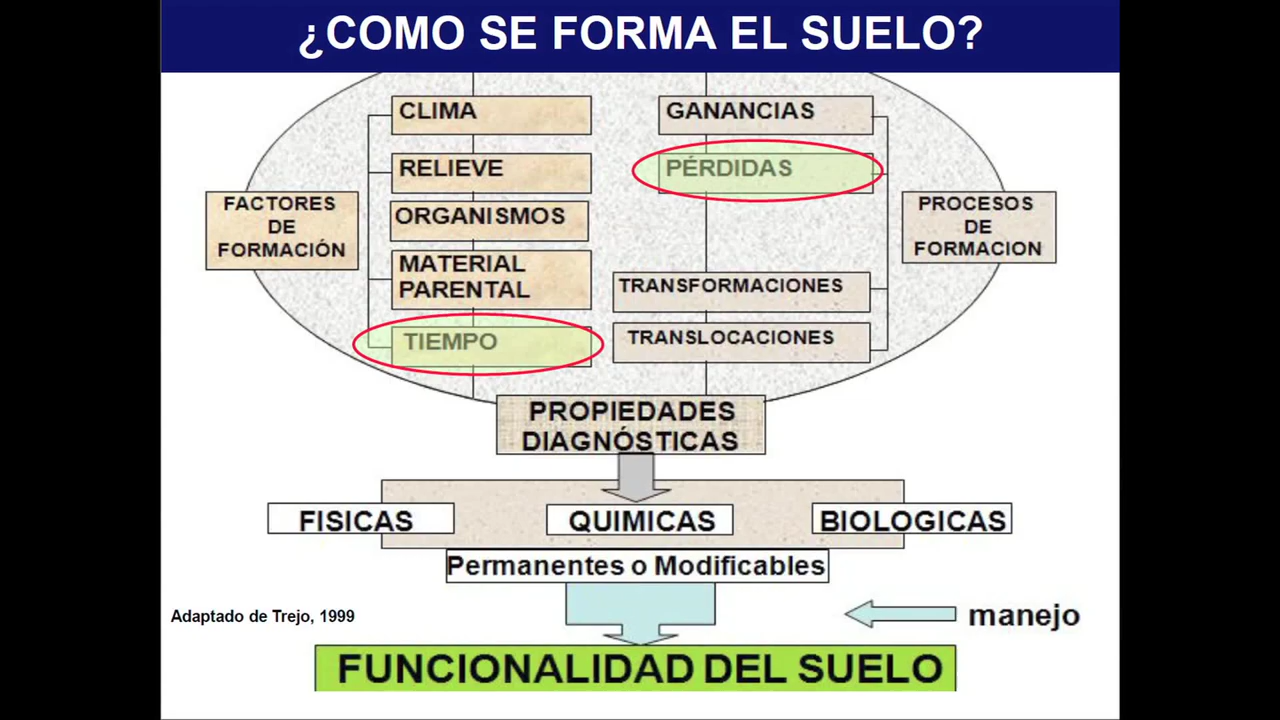 ¿COMO SE FORMA EL SUELO?
FACTORES
DE
FORMACIÓN
CLIMA
RELIEVE
ORGANISMOS
MATERIAL
PARENTAL
TIEMPO
GANANCIAS
PÉRDIDAS
TRANSFORMACIONES
TRANSLOCACIONES
PROCESOS
DE
FORMACION
PROPIEDADES
DIAGNÓSTICAS
FISICAS
QUIMICAS
BIOLOGICAS
Permanentes o Modificables
Adaptado de Trejo, 1999
manejo
FUNCIONALIDAD DEL SUELO